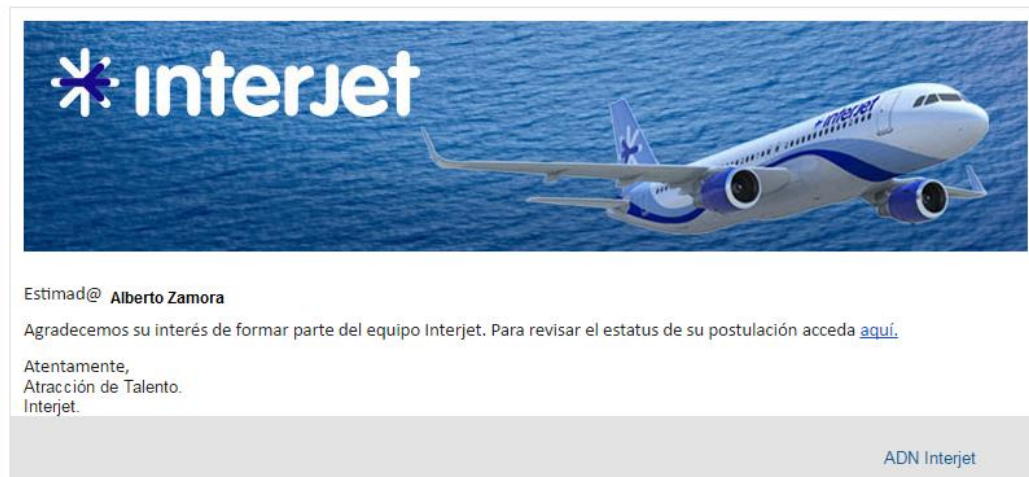 interjet
interjet
Estimad@ Alberto Zamora
Agradecemos su interés de formar parte del equipo Interjet. Para revisar el estatus de su postulación acceda aquí.
Atentamente,
Atracción de Talento.
Interjet.
ADN Interjet